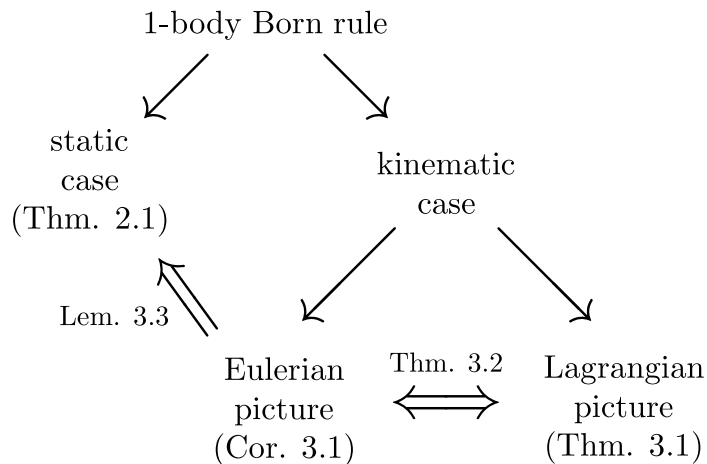 1-body Born rule
static
case
(Thm. 2.1)
kinematic
case
Lem. 3.3
Eulerian
picture
(Cor. 3.1)
Thm. 3.2
Lagrangian
picture
(Thm. 3.1)